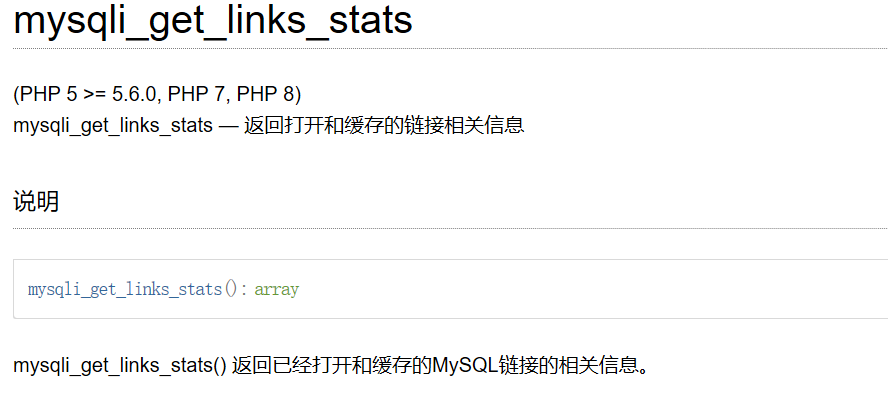 mysqli_get_links_stats
(PHP 5 >= 5.6.0, PHP 7, PHP 8)
mysqli_get_links_stats — 返回打开和缓存的链接相关信息
说明
mysqli_get_links_stats(): array
mysqli_get_links_stats() 返回已经打开和缓存的MySQL链接的相关信息。